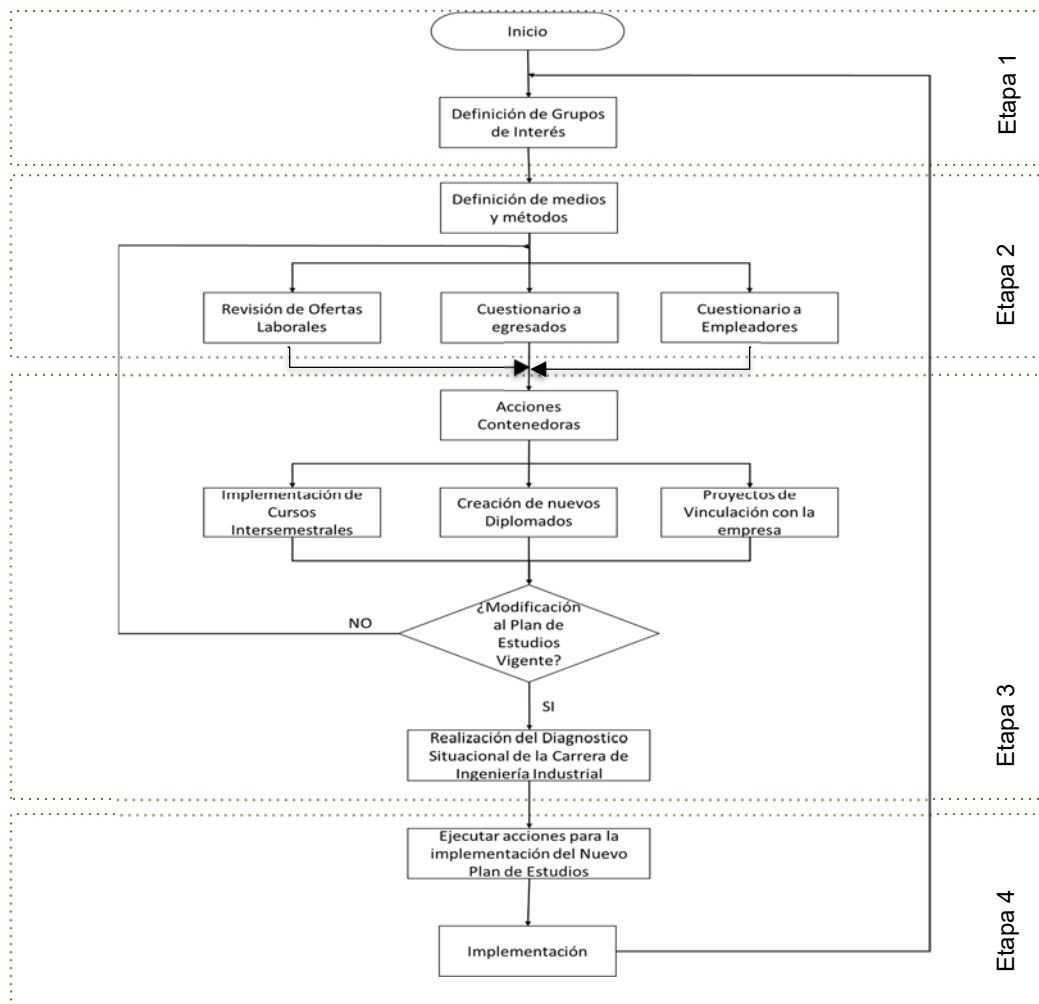 Inicio
Etapa 1
Definición de Grupos
de Interés
Definición de medios
y métodos
Etapa 2
Revisión de Ofertas
Laborales
Cuestionario a
egresados
Cuestionario a
Empleadores
Acciones
Contenedoras
Implementación de
Cursos
Intersemestrales
Creación de nuevos
Diplomados
Proyectos de
Vinculación con la
empresa
¿Modificación
al Plan de
Estudios
Vigente?
NO
SI
Etapa 3
Realización del Diagnostico
Situacional de la Carrera de
Ingeniería Industrial
Ejecutar acciones para la
implementación del Nuevo
Plan de Estudios
Etapa 4
Implementación